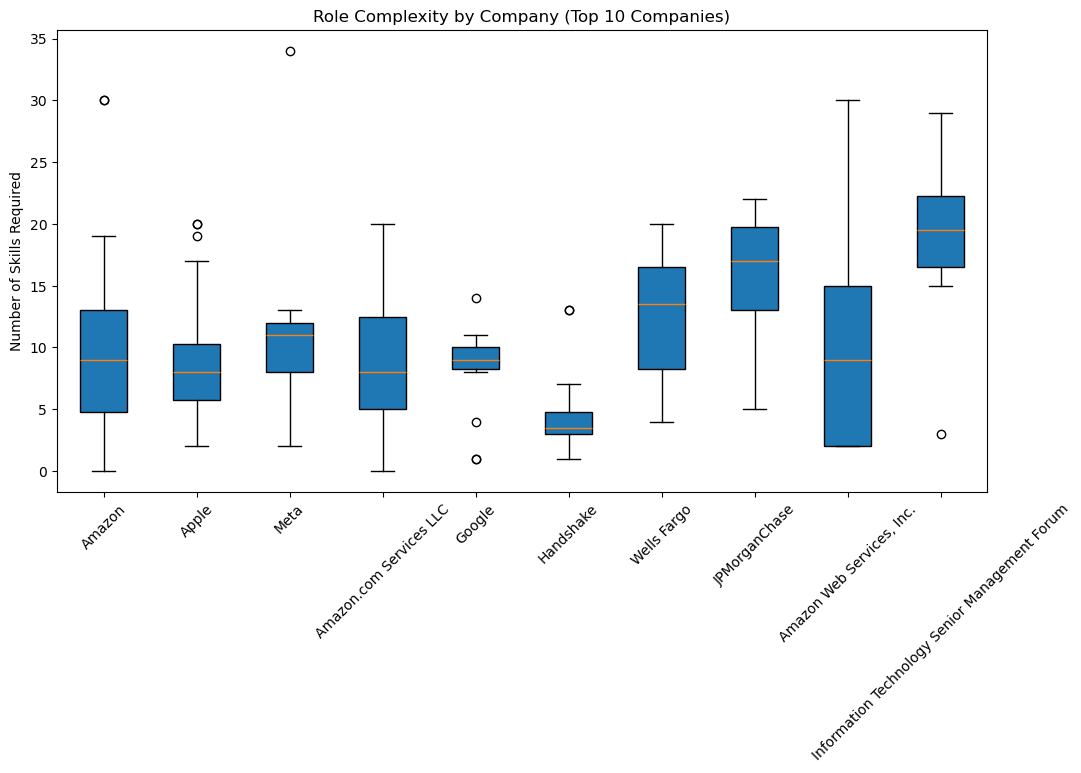 Role Complexity by Company (Top 10 Companies)
Number of Skills Required
35
30
25
20
15
10
5
0
Amazon
Apple
Meta
Amazon.com Services LLC
Google
Handshake
Wells Fargo
JPMorganChase
Amazon Web Services, Inc.
Information Technology Senior Management Forum